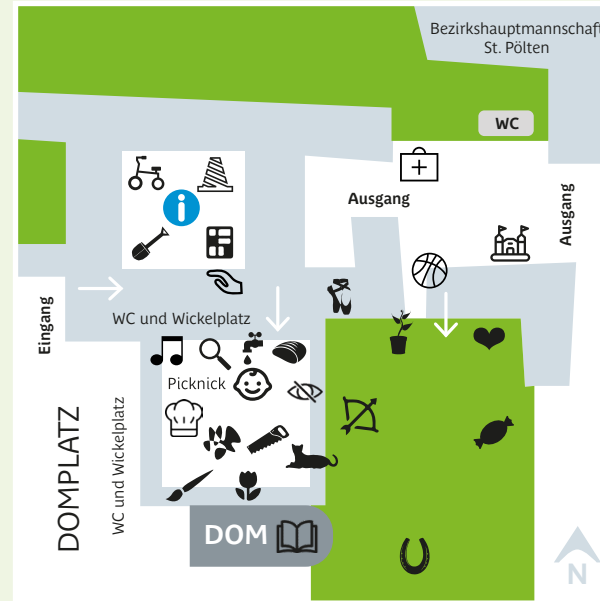 Bezirkshauptmannschaft
St. Pölten
WC
Ausgang
Ausgang
i
Eingang
WC und Wickelplatz
Picknick
DOMPLATZ
WC und Wickelplatz
DOM
N